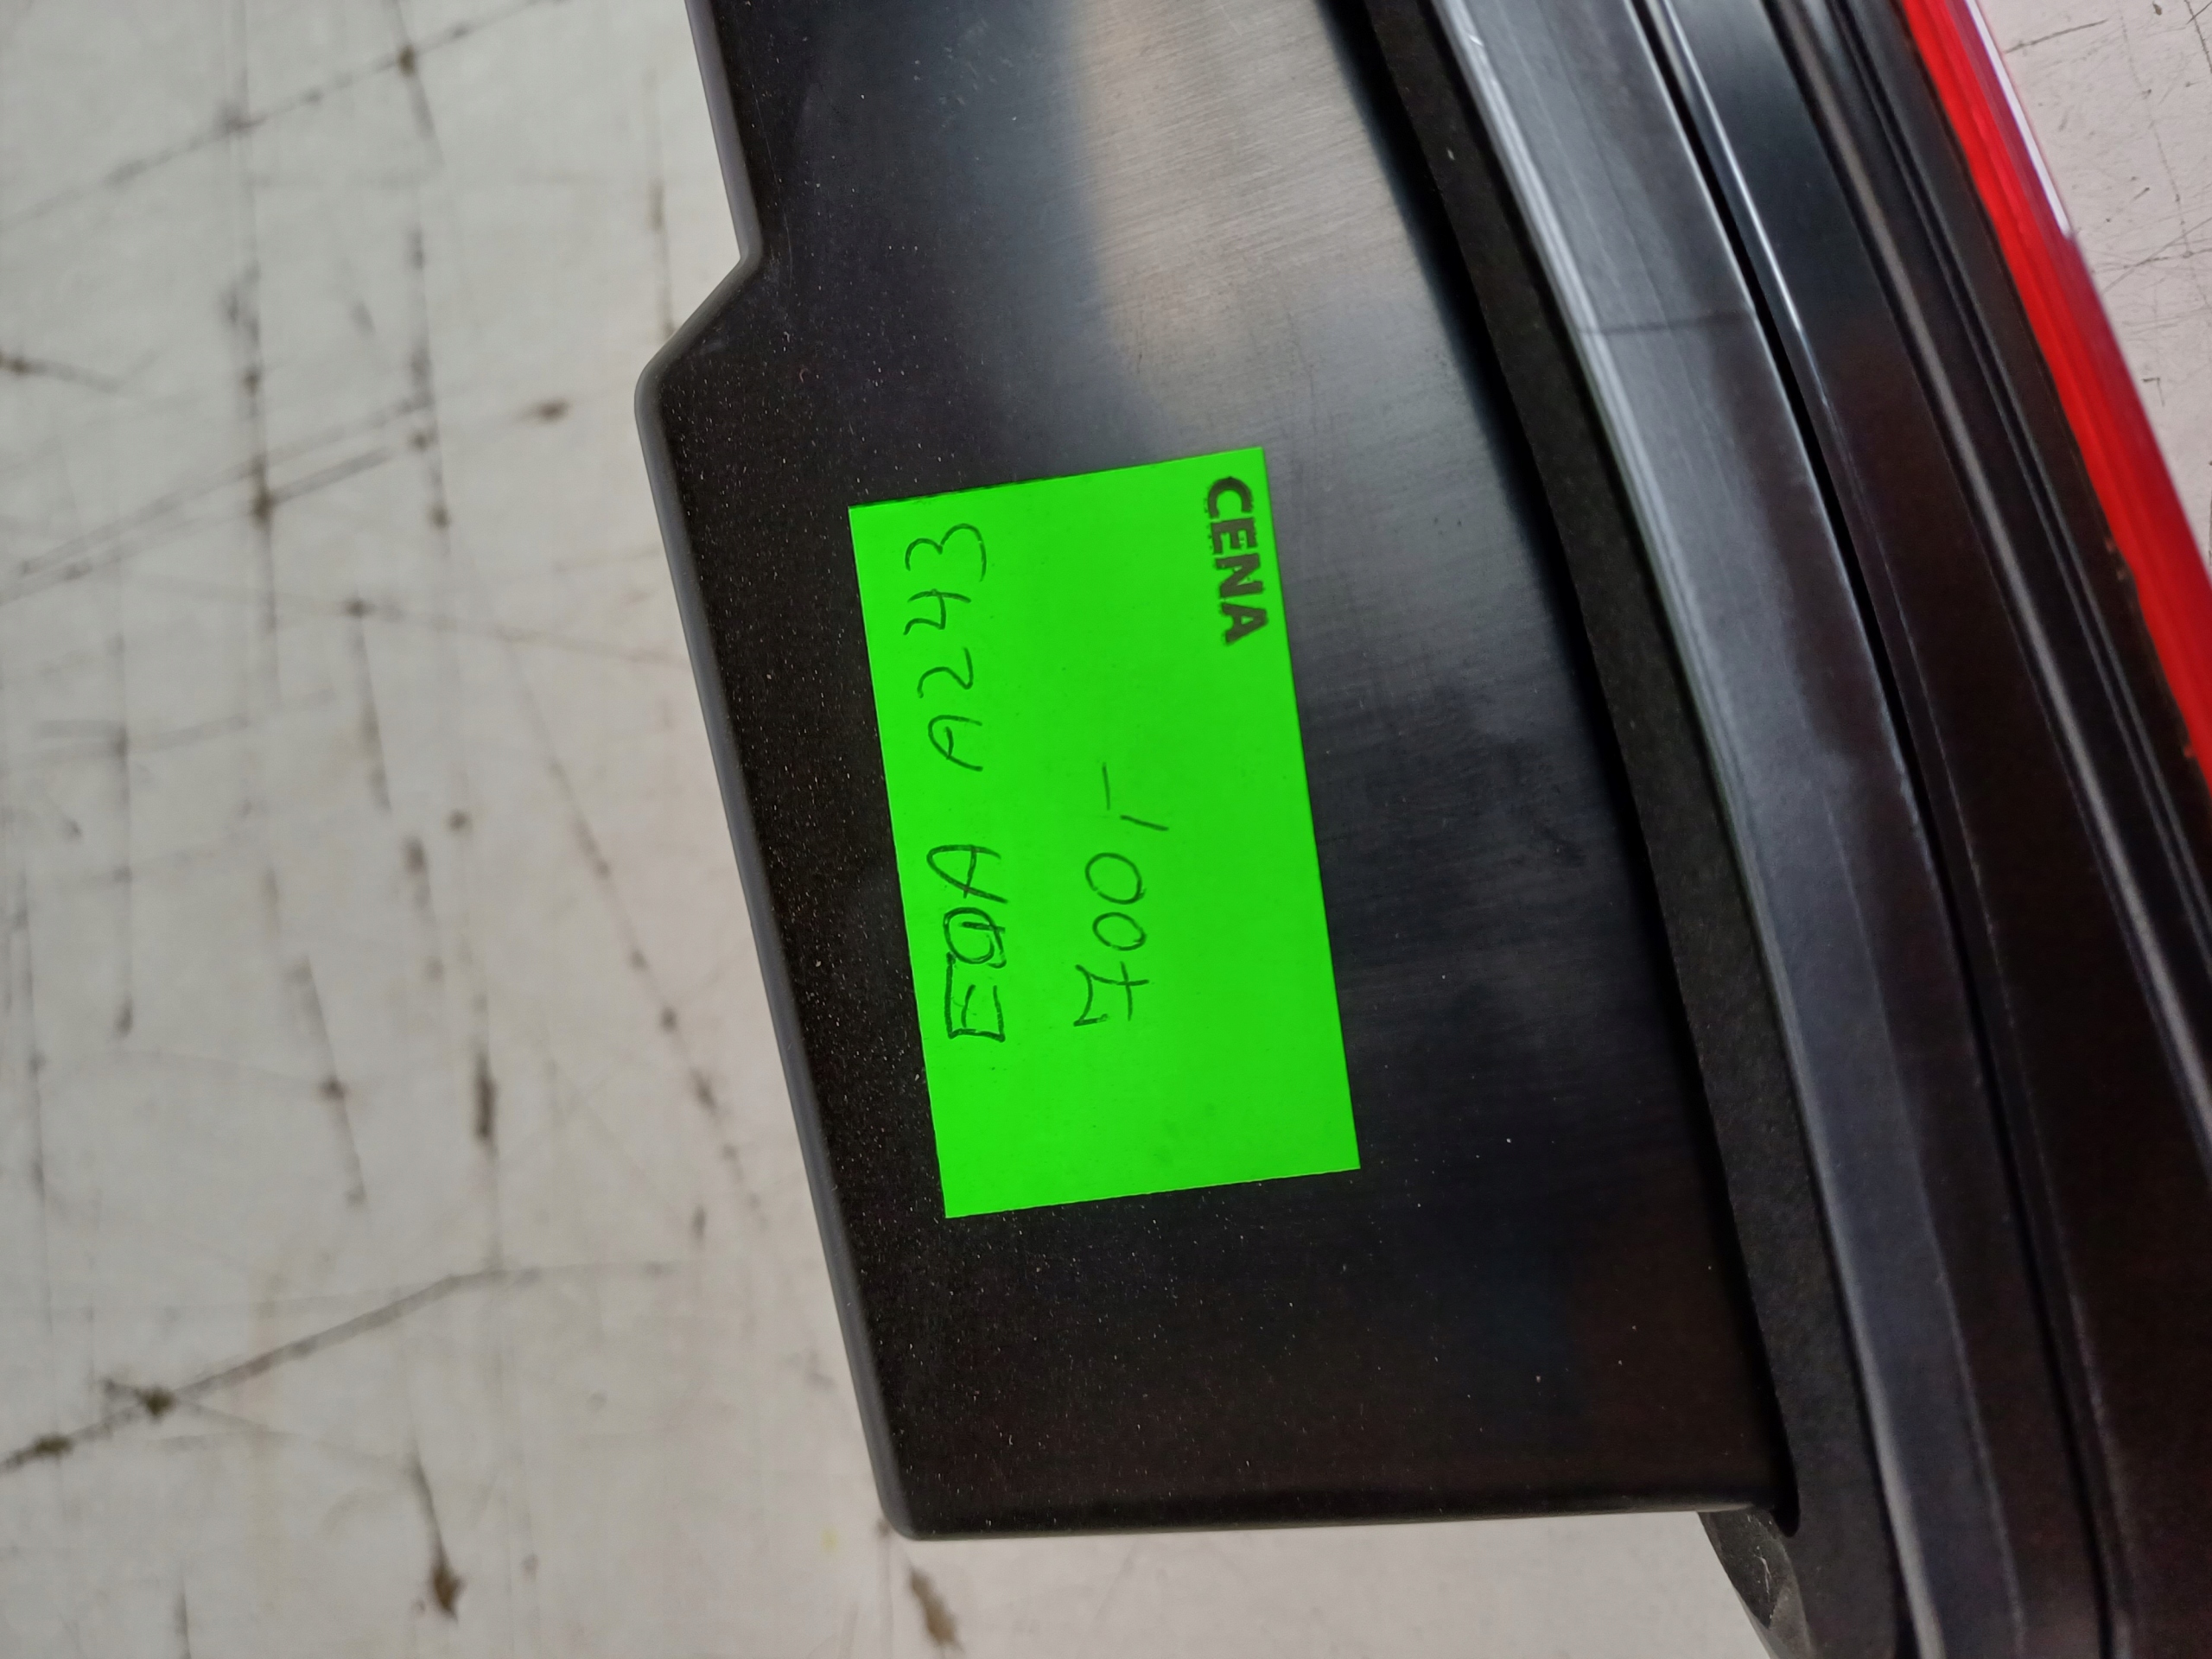 EQA A243
700,-
CENA